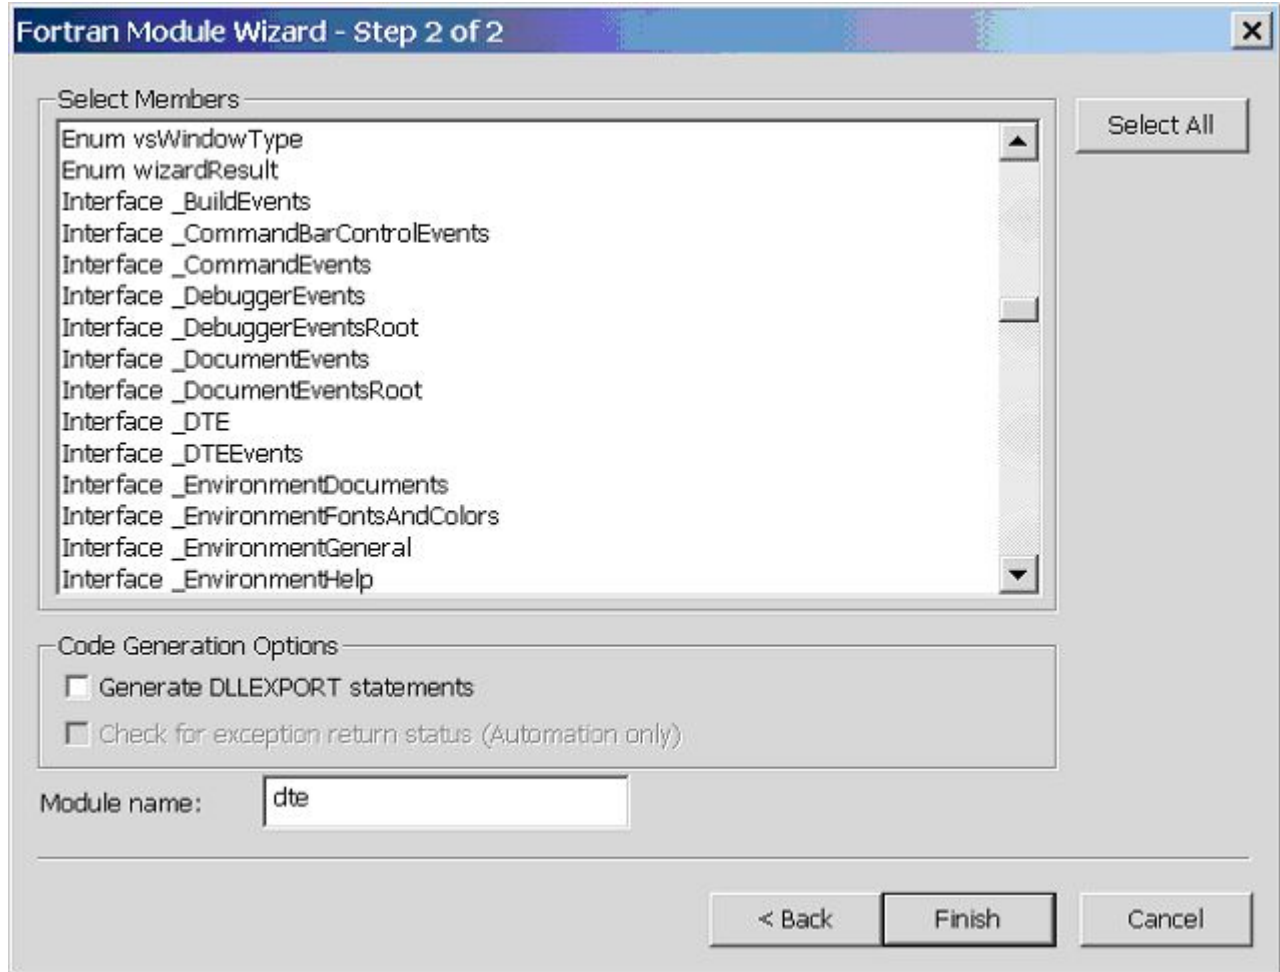 Fortran Module Wizard - Step 2 of 2
Select Members
Select All
Enum vsWindowType
Enum wizardResult
Interface _BuildEvents
Interface _CommandBarControlEvents
Interface _CommandEvents
Interface _DebuggerEvents
Interface _DebuggerEventsRoot
Interface _DocumentEvents
Interface _DocumentEventsRoot
Interface _DTE
Interface _DTEEvents
Interface _EnvironmentDocuments
Interface _EnvironmentFontsAndColors
Interface _EnvironmentGeneral
Interface _EnvironmentHelp
Code Generation Options
Generate DLLEXPORT statements
Check for exception return status (Automation only)
Module name: dte
< Back Finish Cancel